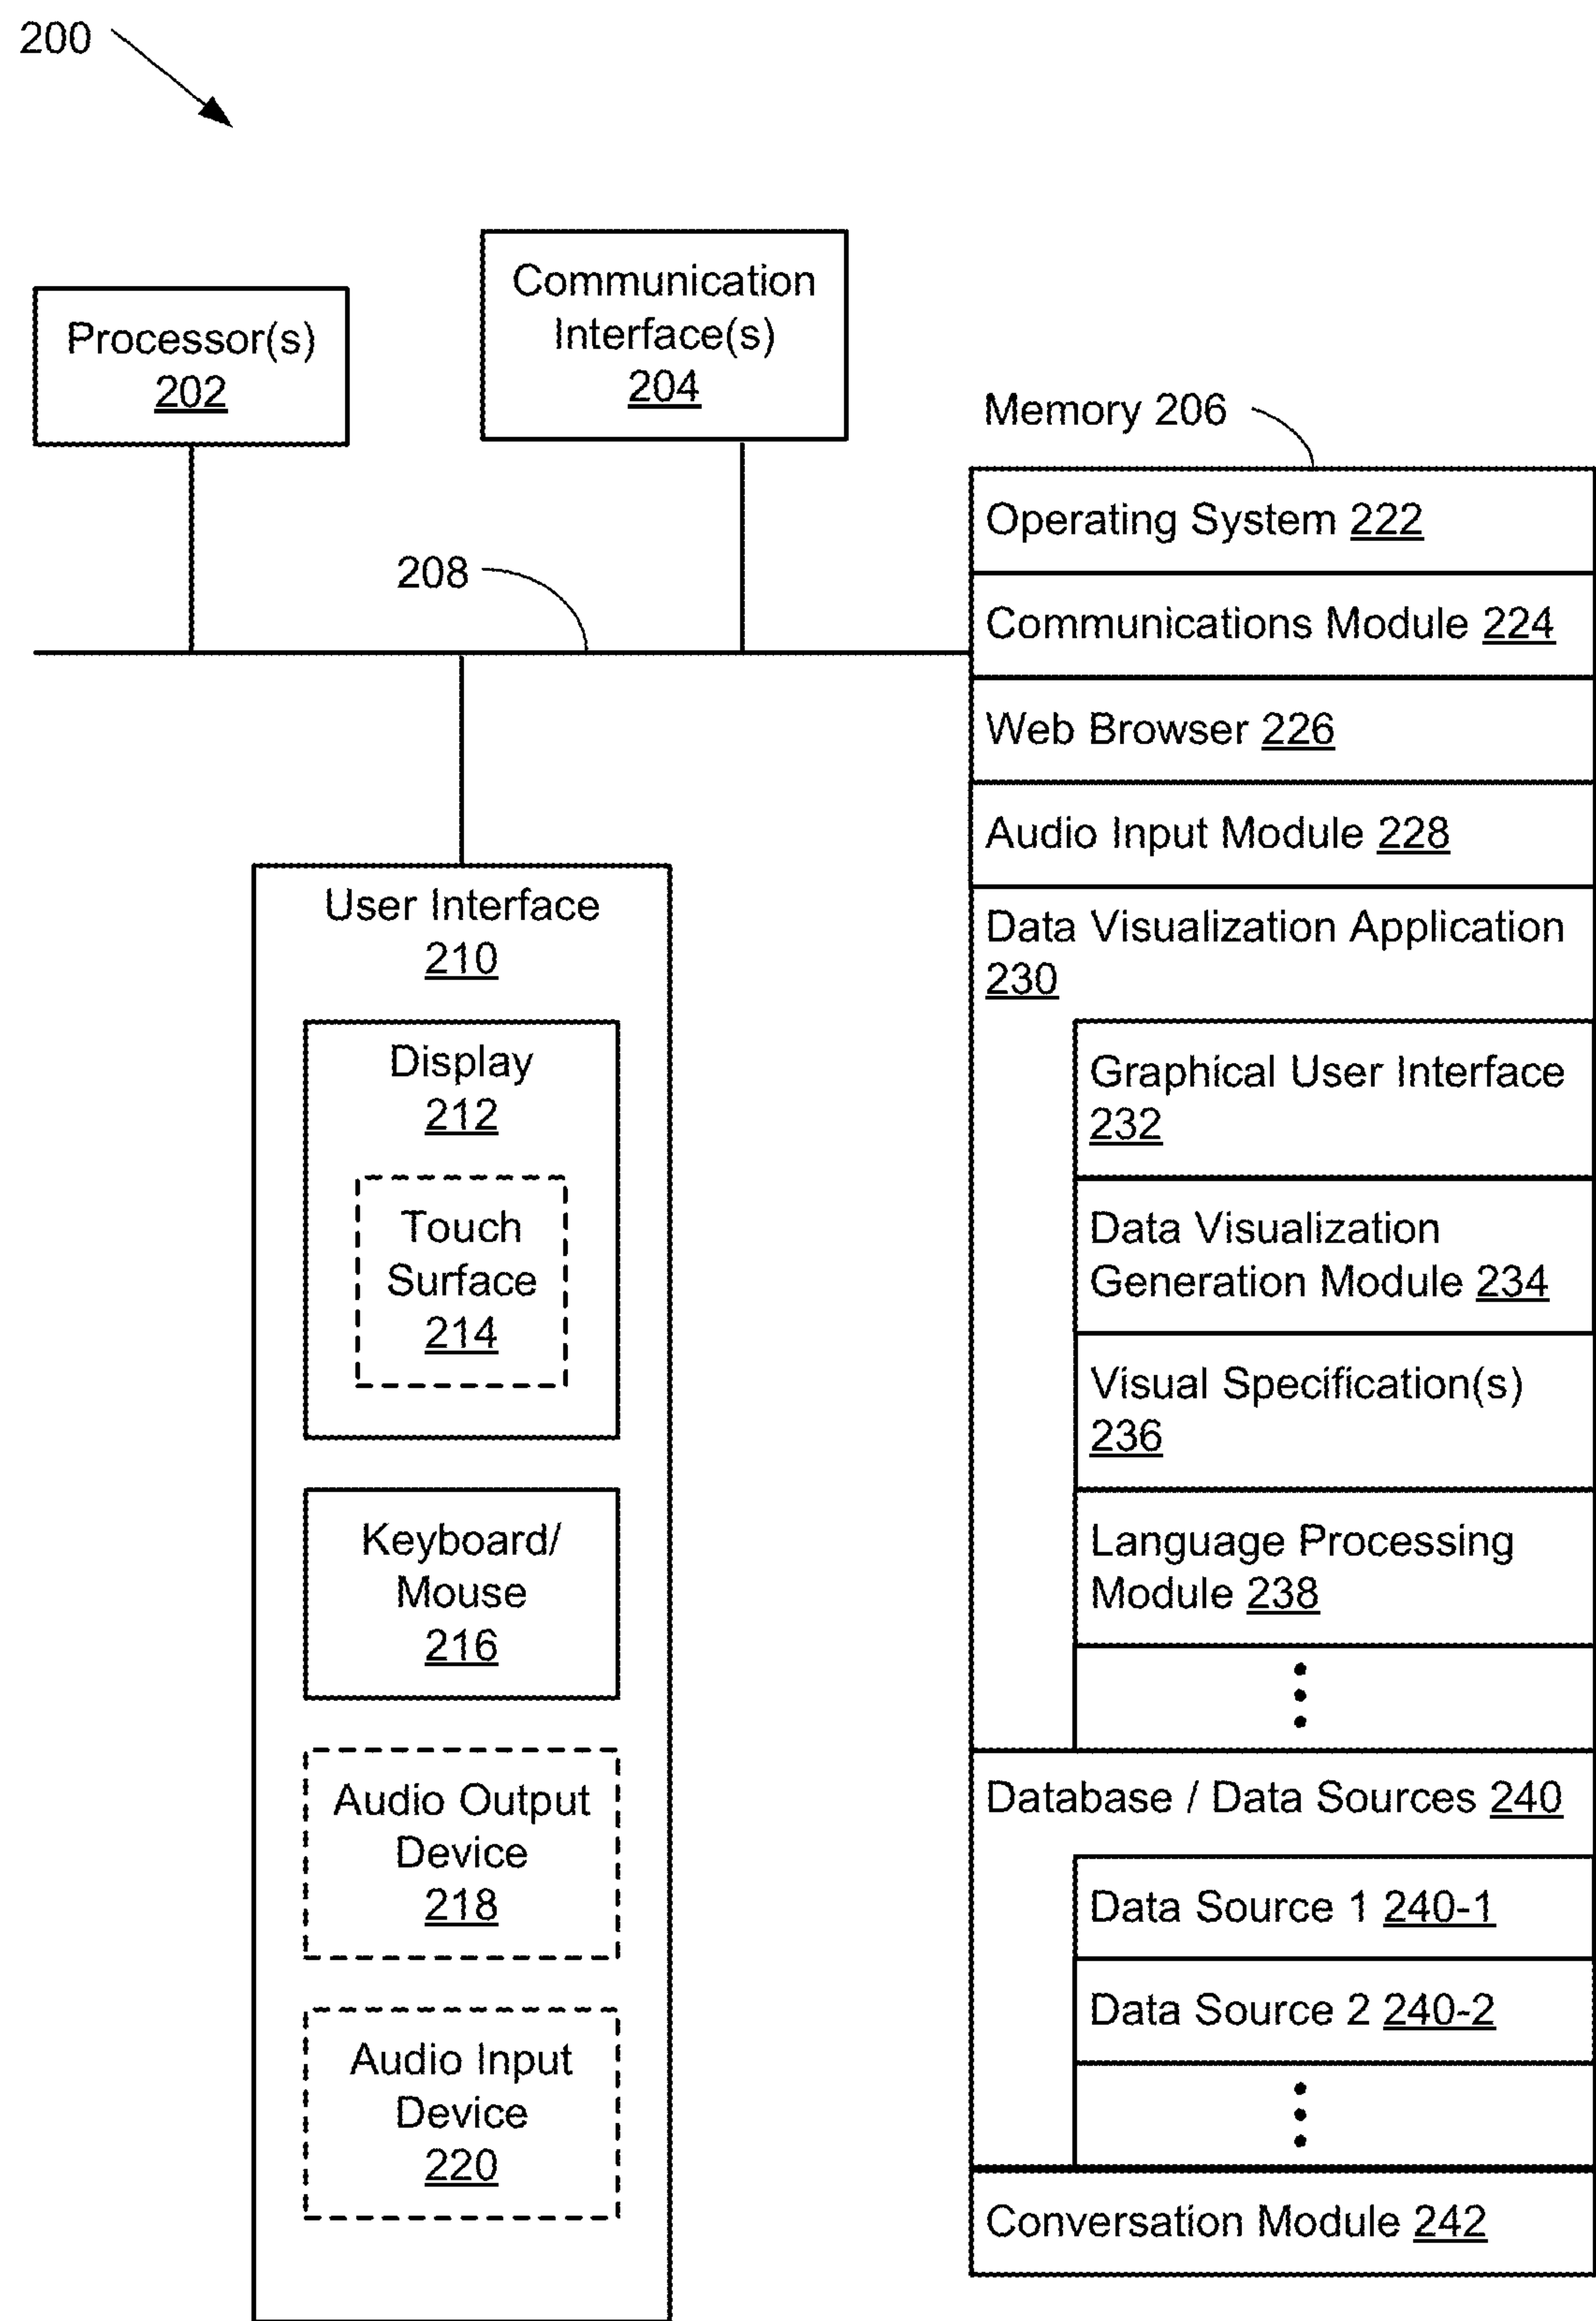 200
Processor(s)
202
Communication
Interface(s)
204
208
Memory 206
Operating System 222
Communications Module 224
Web Browser 226
Audio Input Module 228
Data Visualization Application
230
Graphical User Interface
232
Data Visualization
Generation Module 234
Visual Specification(s)
236
Language Processing
Module 238
Database / Data Sources 240
Data Source 1 240-1
Data Source 2 240-2
Conversation Module 242
User Interface
210
Display
212
Touch
Surface
214
Keyboard/
Mouse
216
Audio Output
Device
218
Audio Input
Device
220